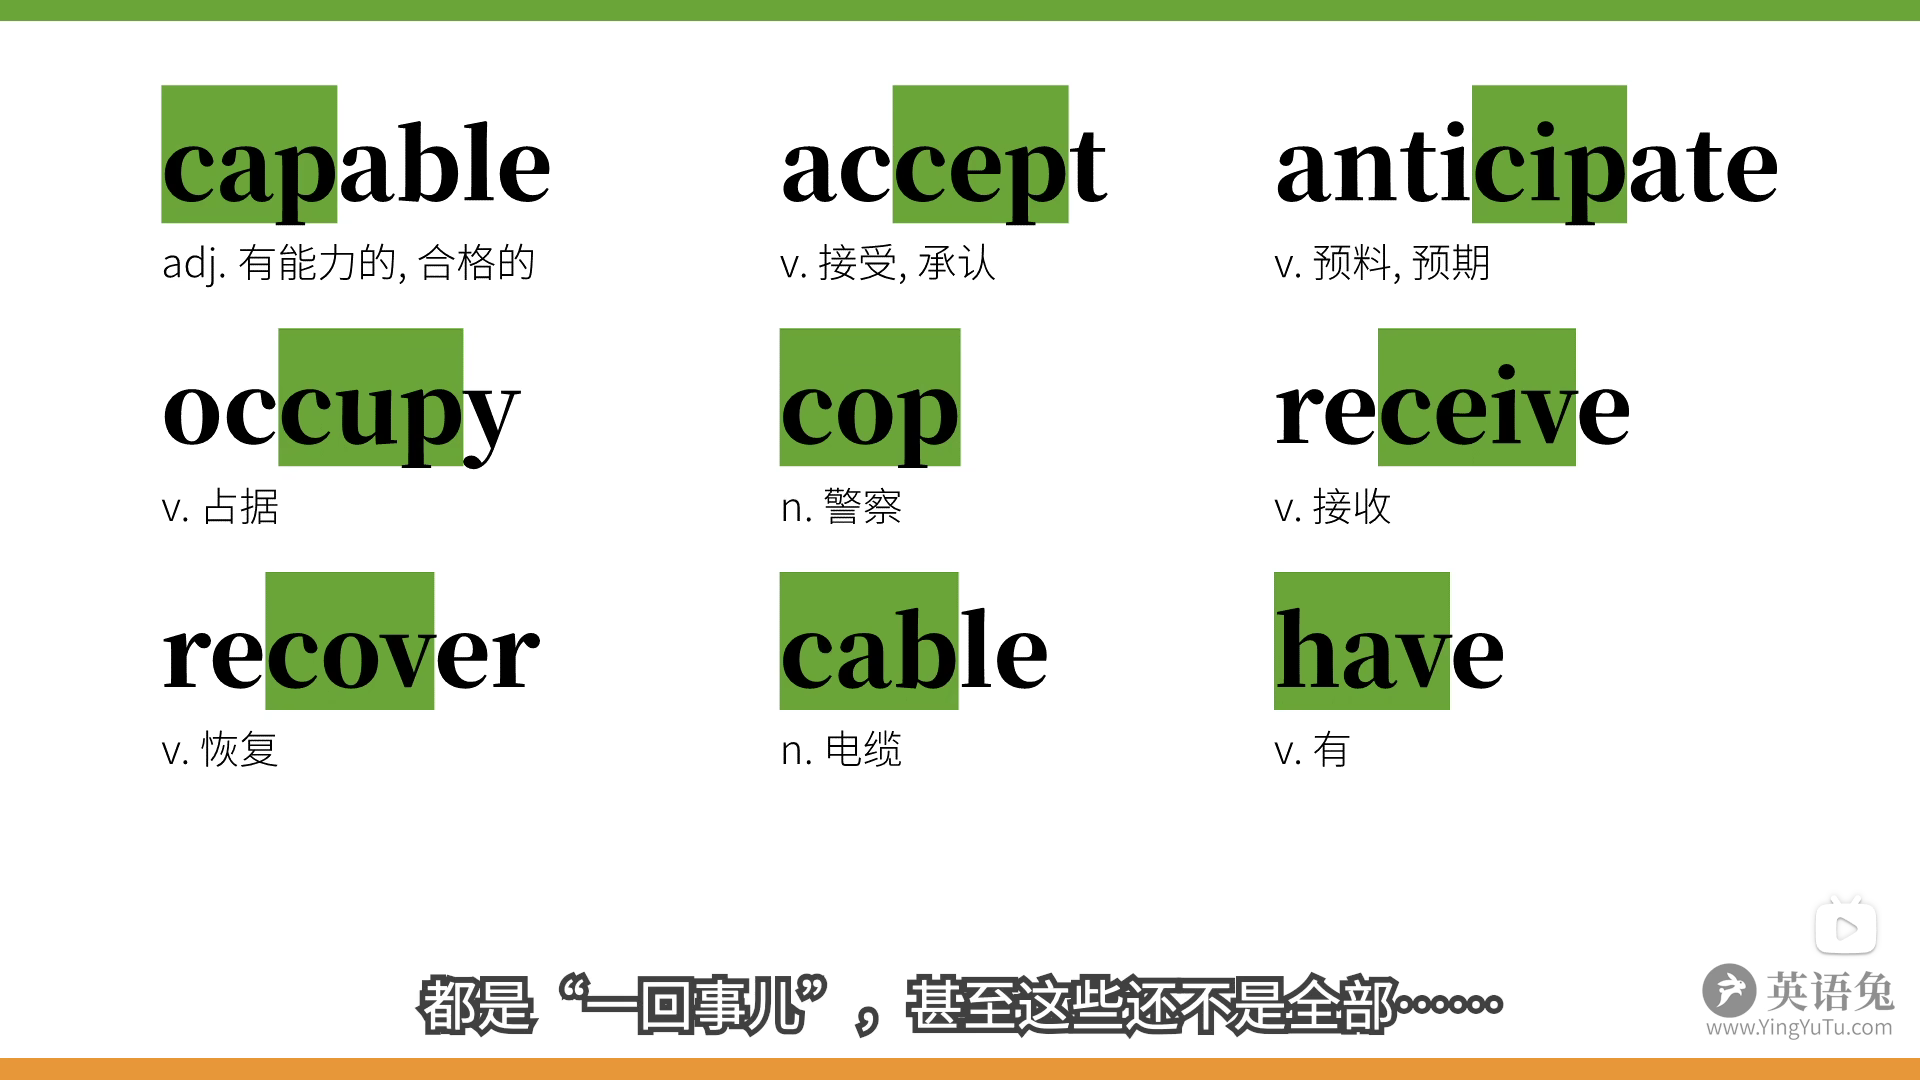 capable accept anticipate
adj. 有能力的, 合格的 v. 接受, 承认 v. 预料, 预期
occupy cop receive
v. 占据 n. 警察 v. 接收
recover cable have
v. 恢复 n. 电缆 v. 有
都是“一回事儿”，甚至这些还不是全部……
英语兔
www.YingYuTu.com